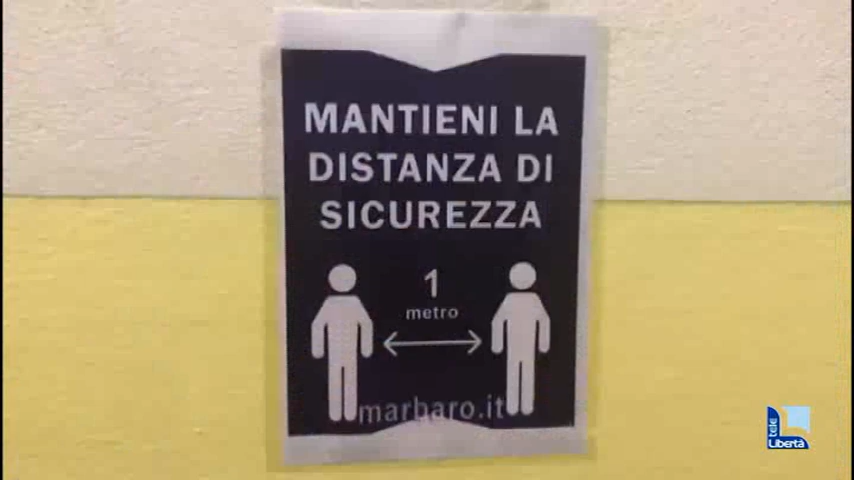 MANTIENI LA
DISTANZA DI
SICUREZZA
1
metro
marbaro.it
tele
Libertà